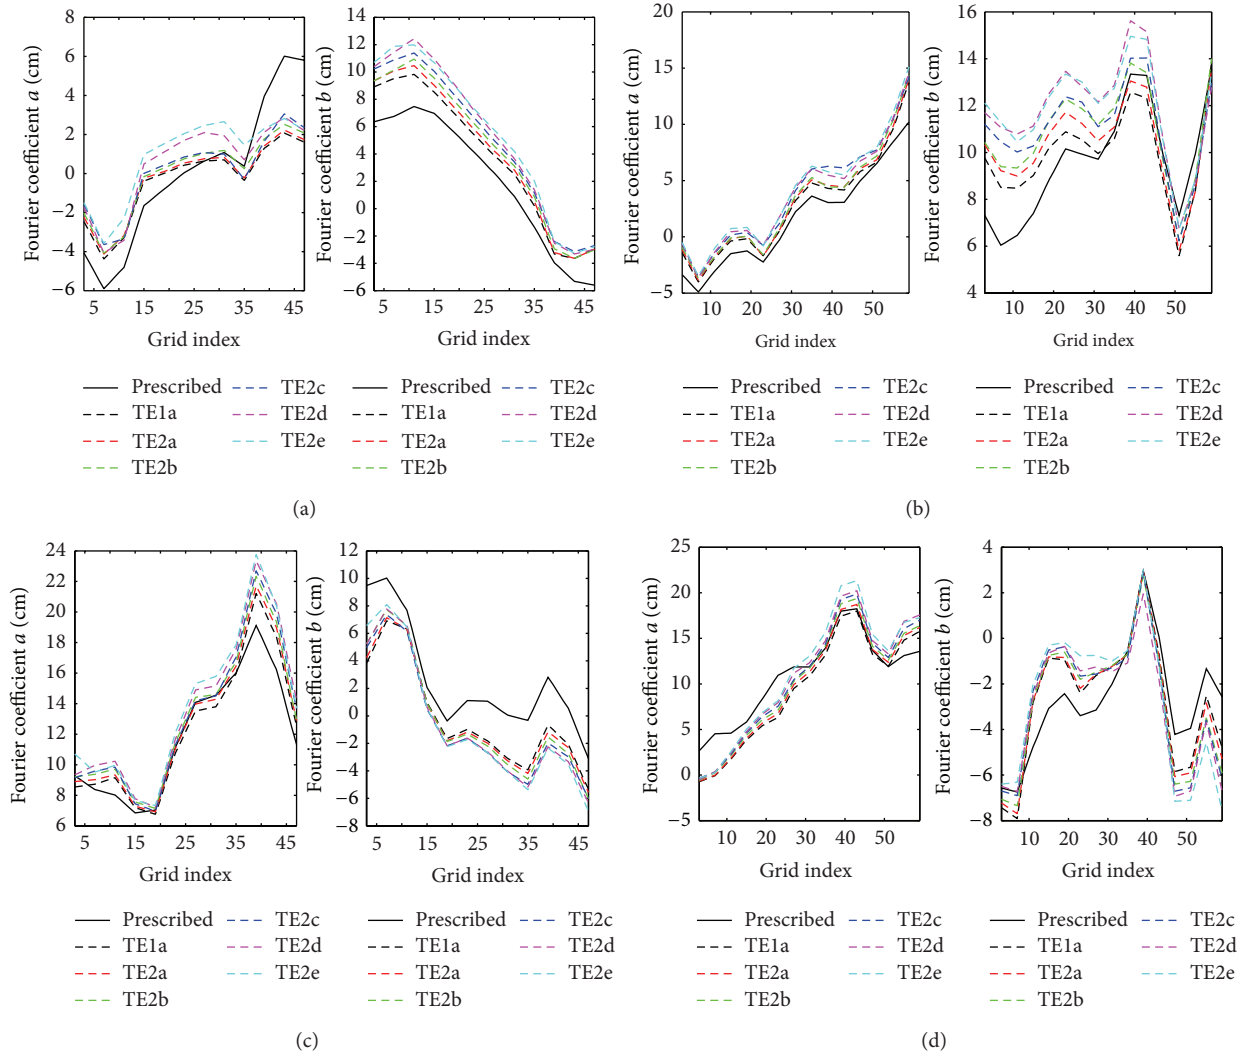 Fourier coefficient a (cm)
8
6
4
2
0
−2
−4
−6
5 15 25 35 45
Grid index
Fourier coefficient b (cm)
14
12
10
8
6
4
2
0
−2
−4
−6
5 15 25 35 45
Grid index
Prescribed
TE1a
TE2a
TE2b
TE2c
TE2d
TE2e
Prescribed
TE1a
TE2a
TE2b
TE2c
TE2d
TE2e
(a)
Fourier coefficient a (cm)
20
15
10
5
0
−5
10 20 30 40 50
Grid index
Fourier coefficient b (cm)
16
14
12
10
8
6
4
10 20 30 40 50
Grid index
Prescribed
TE1a
TE2a
TE2b
TE2c
TE2d
TE2e
Prescribed
TE1a
TE2a
TE2b
TE2c
TE2d
TE2e
(b)
Fourier coefficient a (cm)
24
22
20
18
16
14
12
10
8
6
5 15 25 35 45
Grid index
Fourier coefficient b (cm)
12
10
8
6
4
2
0
−2
−4
−6
−8
5 15 25 35 45
Grid index
Prescribed
TE1a
TE2a
TE2b
TE2c
TE2d
TE2e
Prescribed
TE1a
TE2a
TE2b
TE2c
TE2d
TE2e
(c)
Fourier coefficient a (cm)
25
20
15
10
5
0
−5
10 20 30 40 50
Grid index
Fourier coefficient b (cm)
4
2
0
−2
−4
−6
−8
10 20 30 40 50
Grid index
Prescribed
TE1a
TE2a
TE2b
TE2c
TE2d
TE2e
Prescribed
TE1a
TE2a
TE2b
TE2c
TE2d
TE2e
(d)